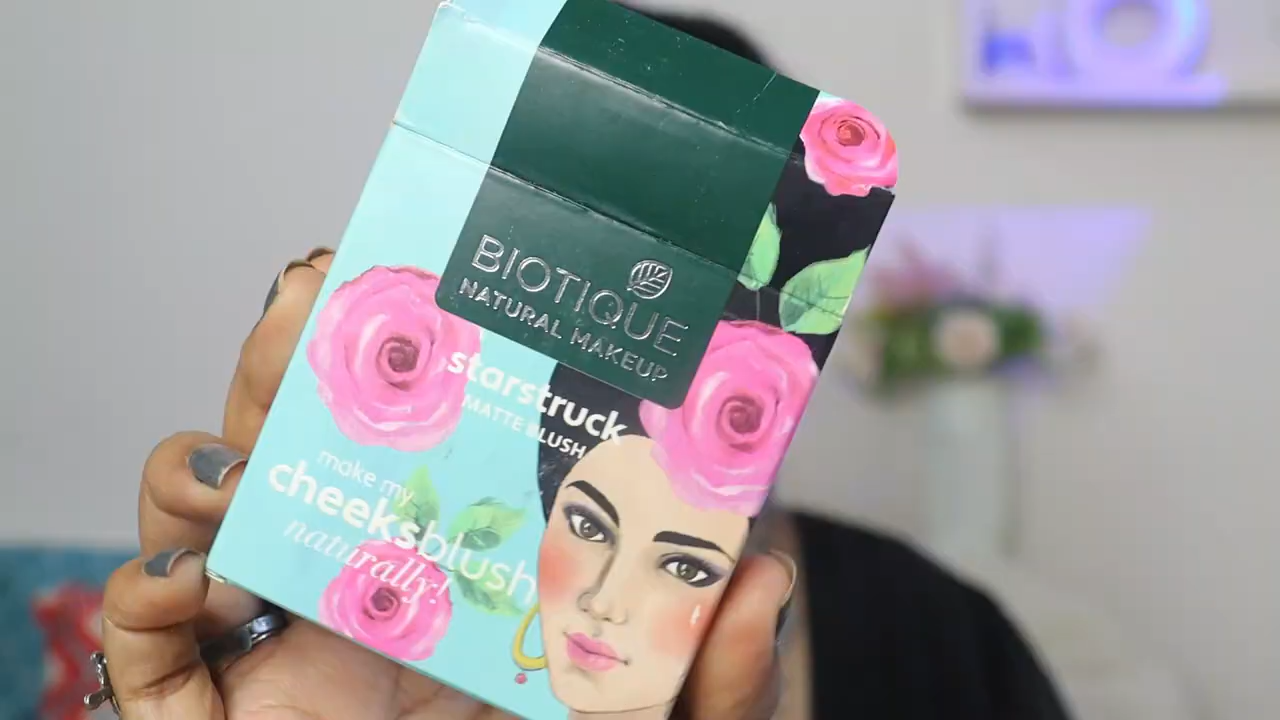 BIOTIQUE
NATURAL MAKEUP
starstruck
MATTE BLUSH
make my
cheeksblush
naturally!